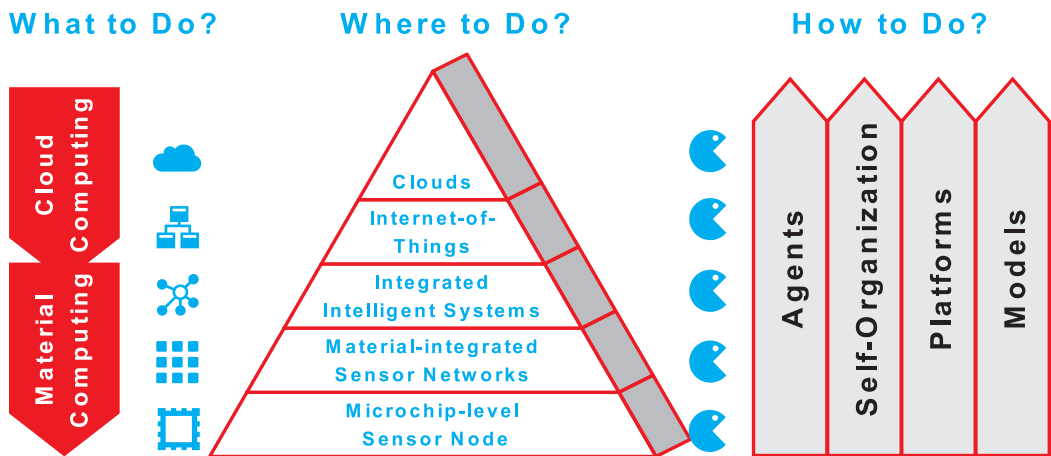 What to Do?
Where to Do?
How to Do?
Cloud
Computing
Material
Computing
Clouds
Internet-of-
Things
Integrated
Intelligent Systems
Material-integrated
Sensor Networks
Microchip-level
Sensor Node
Agents
Self-Organization
Platforms
Models